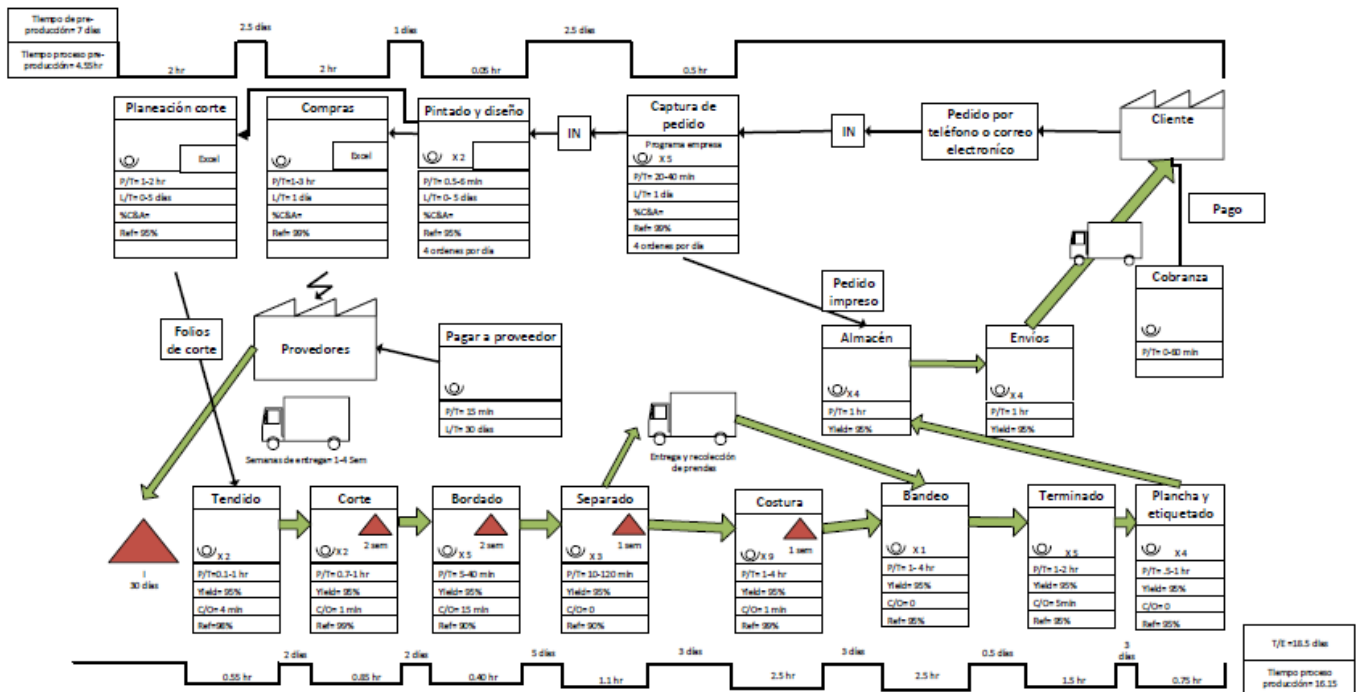 Tiempo de pre-
producción= 7 días
Tiempo proceso pre-
producción= 4.55hr
2.5 días
1 días
2.5 días
2 hr
2 hr
0.05 hr
0.5 hr
Planeación corte
Excel
P/T= 1-2 hr
L/T= 0-5 días
%C&A=
Ref= 95%
Compras
Excel
P/T=1-3 hr
L/T= 1 día
%C&A=
Ref= 99%
Pintado y diseño
X 2
P/T= 0.5-6 min
L/T= 0- 5 días
%C&A=
Ref= 95%
4 ordenes por día
IN
Captura de
pedido
Programa empresa
X 5
P/T= 20-40 min
L/T= 1 día
%C&A=
Ref= 99%
4 ordenes por día
IN
Pedido por
teléfono o correo
electroníco
Cliente
Pago
Cobranza
P/T= 0-60 min
Folios
de corte
Provedores
Pagar a proveedor
P/T= 15 min
L/T= 30 días
Semanas de entrega= 1-4 Sem
Pedido
impreso
Almacén
X 4
P/T= 1 hr
Yield= 95%
Envíos
X 4
P/T= 1 hr
Yield= 95%
Entrega y recolección
de prendas
I
30 días
Tendido
X 2
P/T=0.1-1 hr
Yield= 95%
C/O= 4 min
Ref=98%
Corte
X 2
2 sem
P/T= 0.7-1 hr
Yield= 95%
C/O= 1 min
Ref= 99%
Bordado
X 5
2 sem
P/T= 5-40 min
Yield= 95%
C/O= 15 min
Ref= 90%
Separado
X 3
1 sem
P/T= 10-120 min
Yield= 95%
C/O= 0
Ref= 90%
Costura
X 9
1 sem
P/T= 1-4 hr
Yield= 95%
C/O= 1 min
Ref= 99%
Bandeo
X 1
P/T= 1- 4 hr
Yield= 95%
C/O= 0
Ref= 95%
Terminado
X 5
P/T= 1-2 hr
Yield= 95%
C/O= 5min
Ref= 95%
Plancha y
etiquetado
X 4
P/T= .5-1 hr
Yield= 95%
C/O= 0
Ref= 95%
2 días
2 días
5 días
3 días
3 días
0.5 días
3
días
0.55 hr
0.85 hr
0.40 hr
1.1 hr
2.5 hr
2.5 hr
1.5 hr
0.75 hr
T/E =18.5 días
Tiempo proceso
producción= 16.15